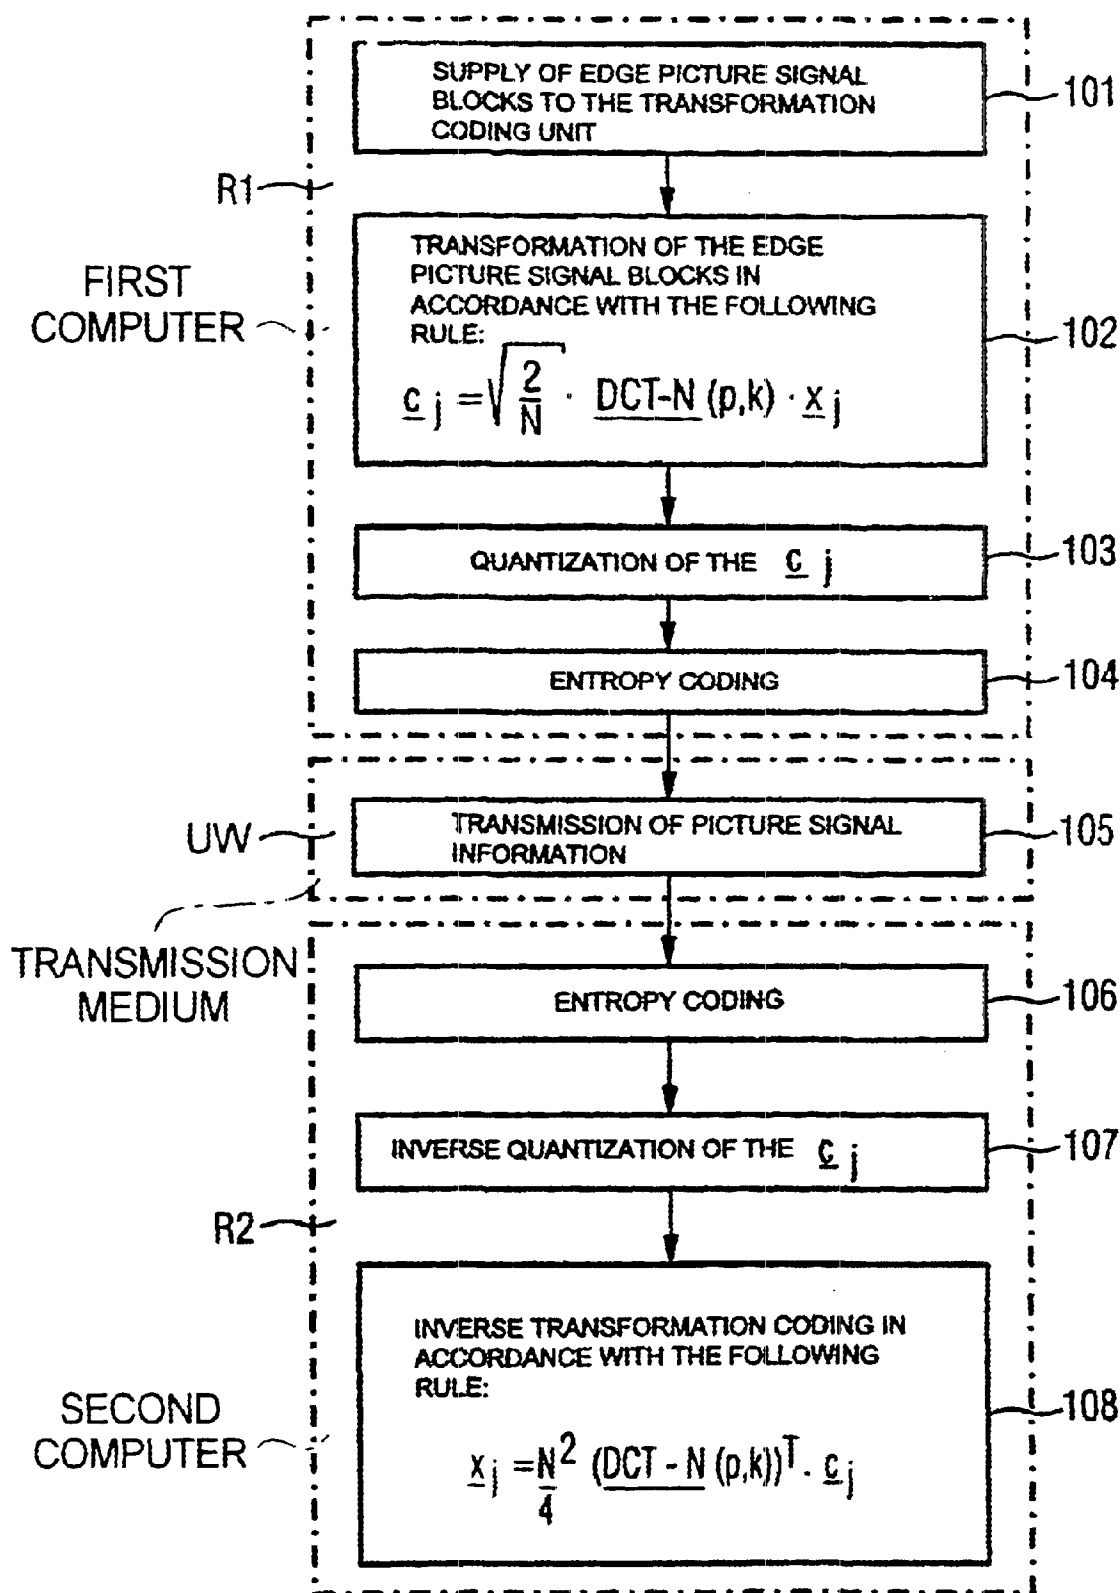 SUPPLY OF EDGE PICTURE SIGNAL
BLOCKS TO THE TRANSFORMATION
CODING UNIT
101
R1
TRANSFORMATION OF THE EDGE
PICTURE SIGNAL BLOCKS IN
ACCORDANCE WITH THE FOLLOWING
RULE:
c j = √2/N · DCT-N (p,k) · x j
102
FIRST
COMPUTER
QUANTIZATION OF THE c j
103
ENTROPY CODING
104
UW
TRANSMISSION OF PICTURE SIGNAL
INFORMATION
105
TRANSMISSION
MEDIUM
ENTROPY CODING
106
INVERSE QUANTIZATION OF THE c j
107
R2
INVERSE TRANSFORMATION CODING IN
ACCORDANCE WITH THE FOLLOWING
RULE:
x j = N²/4 (DCT - N (p,k))ᵀ · c j
108
SECOND
COMPUTER